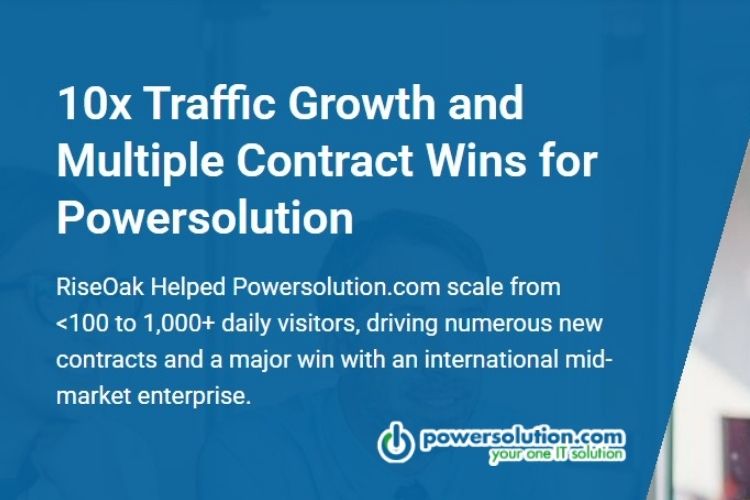 10x Traffic Growth and
Multiple Contract Wins for
Powersolution
RiseOak Helped Powersolution.com scale from
<100 to 1,000+ daily visitors, driving numerous new
contracts and a major win with an international mid-
market enterprise.
powersolution.com
your one IT solution